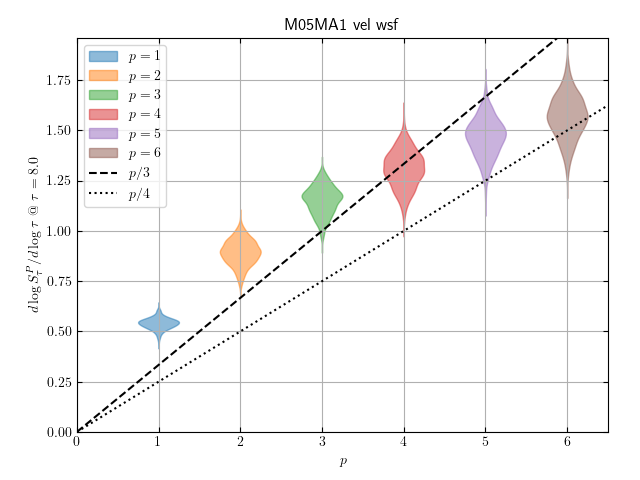 M05MA1 vel wsf
d log S_τ^P / d log τ @ τ = 8.0
1.75
1.50
1.25
1.00
0.75
0.50
0.25
0.00
p = 1
p = 2
p = 3
p = 4
p = 5
p = 6
p/3
p/4
0 1 2 3 4 5 6
p